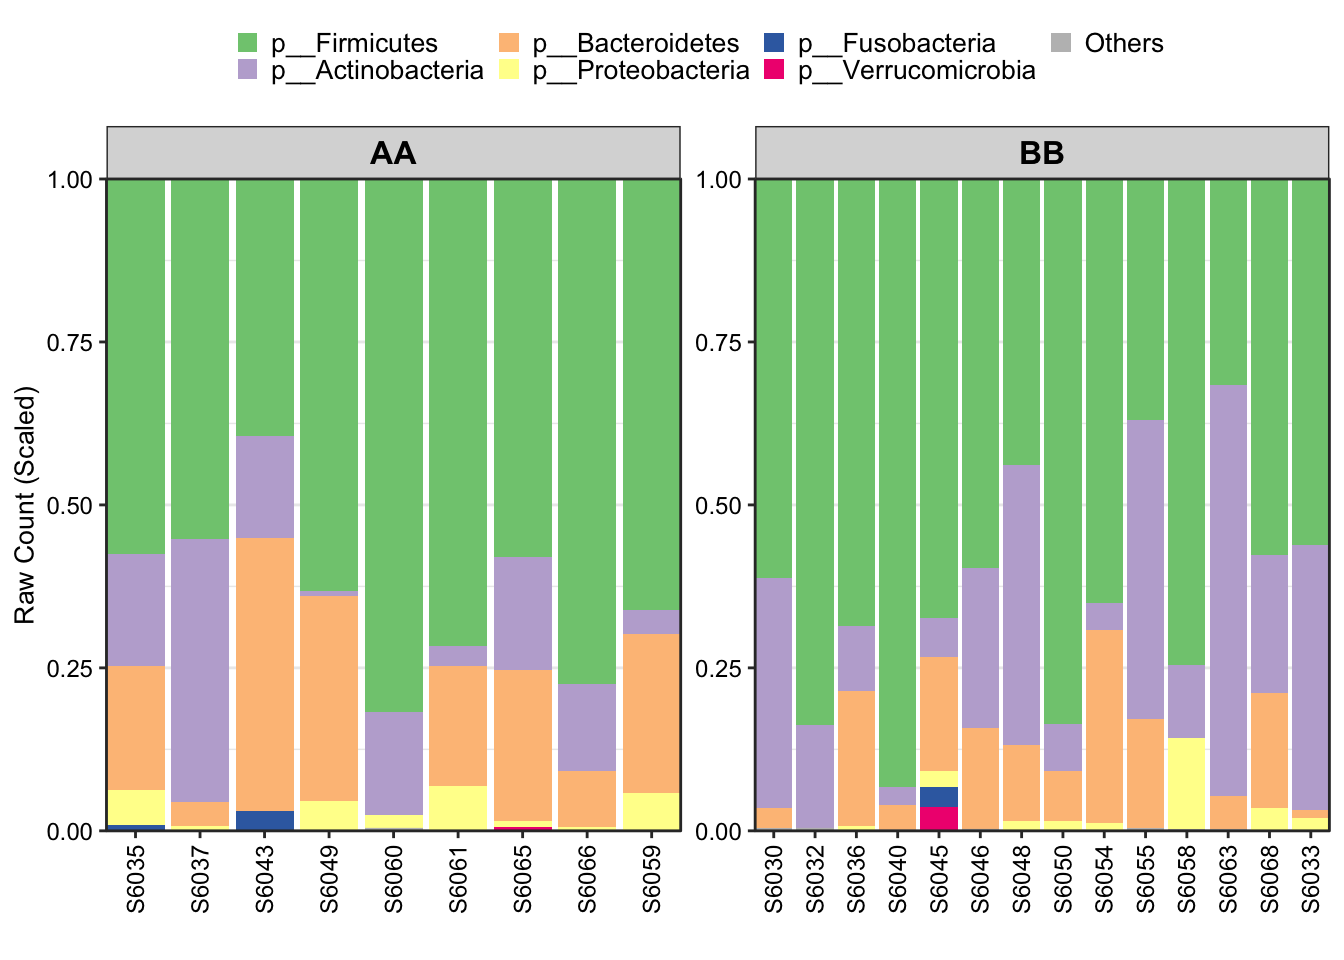 p__Firmicutes p__Bacteroidetes p__Fusobacteria Others
p__Actinobacteria p__Proteobacteria p__Verrucomicrobia
AA BB
1.00 1.00
0.75 0.75
0.50 0.50
0.25 0.25
0.00 0.00
Raw Count (Scaled)
S6035 S6037 S6043 S6049 S6060 S6061 S6065 S6066 S6059 S6030 S6032 S6036 S6040 S6045 S6046 S6048 S6050 S6054 S6055 S6058 S6063 S6068 S6033